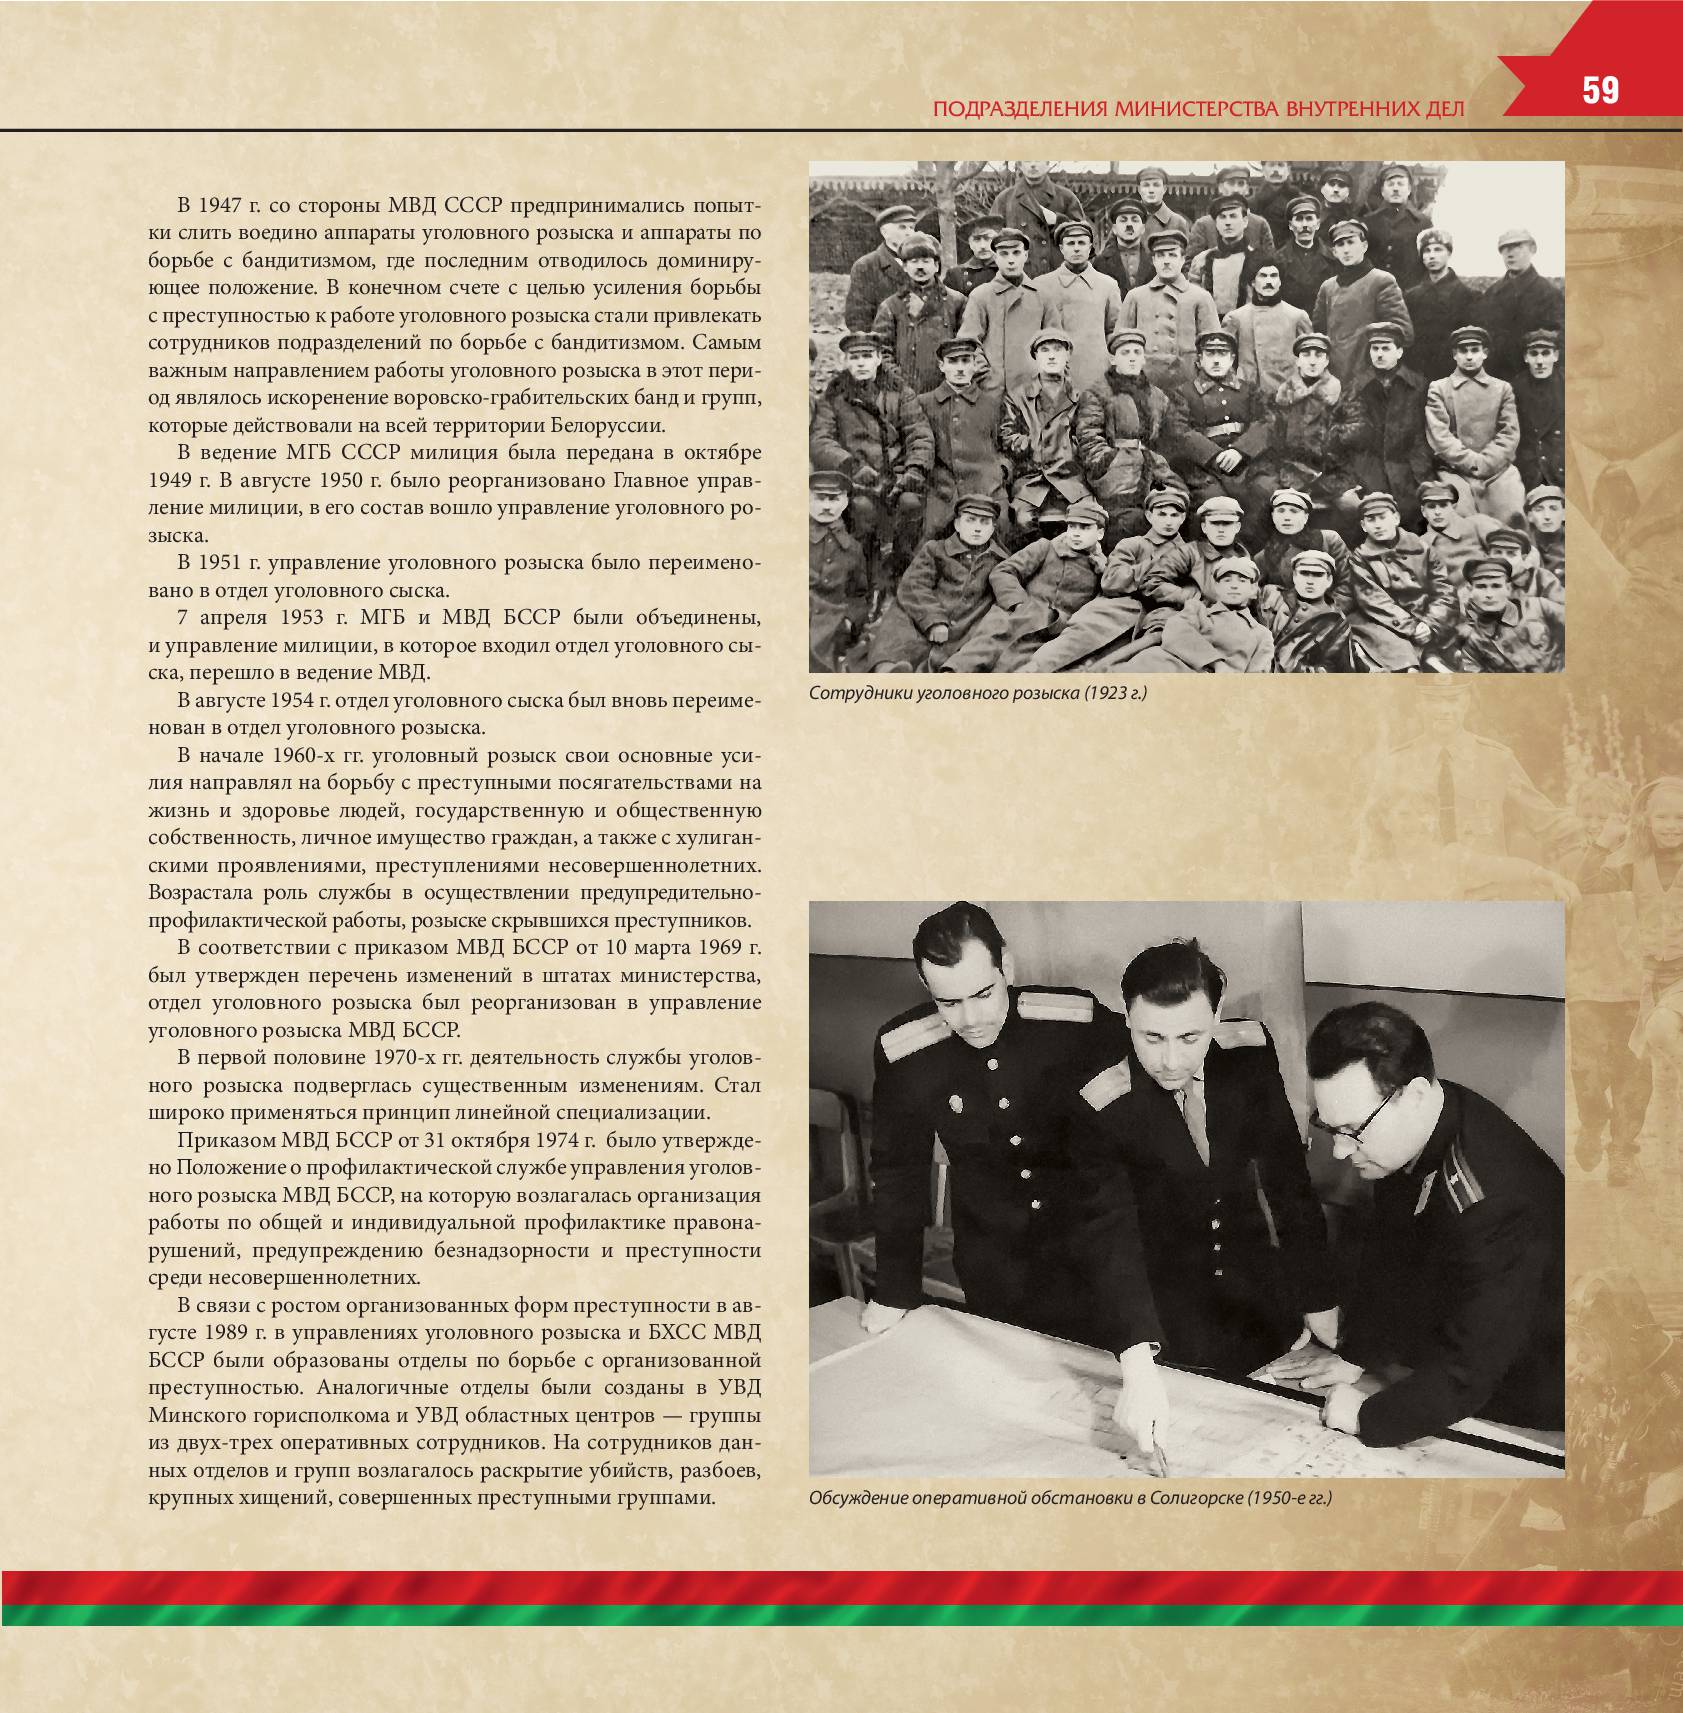 59
ПОДРАЗДЕЛЕНИЯ МИНИСТЕРСТВА ВНУТРЕННИХ ДЕЛ
В 1947 г. со стороны МВД СССР предпринимались попыт-
ки слить воедино аппараты уголовного розыска и аппараты по
борьбе с бандитизмом, где последним отводилось доминиру-
ющее положение. В конечном счете с целью усиления борьбы
с преступностью к работе уголовного розыска стали привлекать
сотрудников подразделений по борьбе с бандитизмом. Самым
важным направлением работы уголовного розыска в этот пери-
од являлось искоренение воровско-грабительских банд и групп,
которые действовали на всей территории Белоруссии.
В ведение МГБ СССР милиция была передана в октябре
1949 г. В августе 1950 г. было реорганизовано Главное управ-
ление милиции, в его состав вошло управление уголовного ро-
зыска.
В 1951 г. управление уголовного розыска было переимено-
вано в отдел уголовного сыска.
7 апреля 1953 г. МГБ и МВД БССР были объединены,
и управление милиции, в которое входил отдел уголовного сы-
ска, перешло в ведение МВД.
В августе 1954 г. отдел уголовного сыска был вновь переиме-
нован в отдел уголовного розыска.
В начале 1960-х гг. уголовный розыск свои основные уси-
лия направлял на борьбу с преступными посягательствами на
жизнь и здоровье людей, государственную и общественную
собственность, личное имущество граждан, а также с хулиган-
скими проявлениями, преступлениями несовершеннолетних.
Возрастала роль службы в осуществлении предупредительно-
профилактической работы, розыске скрывшихся преступников.
В соответствии с приказом МВД БССР от 10 марта 1969 г.
был утвержден перечень изменений в штатах министерства,
отдел уголовного розыска был реорганизован в управление
уголовного розыска МВД БССР.
В первой половине 1970-х гг. деятельность службы уголов-
ного розыска подверглась существенным изменениям. Стал
широко применяться принцип линейной специализации.
Приказом МВД БССР от 31 октября 1974 г. было утвержде-
но Положение о профилактической службе управления уголов-
ного розыска МВД БССР, на которую возлагалась организация
работы по общей и индивидуальной профилактике правона-
рушений, предупреждению безнадзорности и преступности
среди несовершеннолетних.
В связи с ростом организованных форм преступности в ав-
густе 1989 г. в управлениях уголовного розыска и БХСС МВД
БССР были образованы отделы по борьбе с организованной
преступностью. Аналогичные отделы были созданы в УВД
Минского горисполкома и УВД областных центров — группы
из двух-трех оперативных сотрудников. На сотрудников дан-
ных отделов и групп возлагалось раскрытие убийств, разбоев,
крупных хищений, совершенных преступными группами.
Сотрудники уголовного розыска (1923 г.)
Обсуждение оперативной обстановки в Солигорске (1950-е гг.)